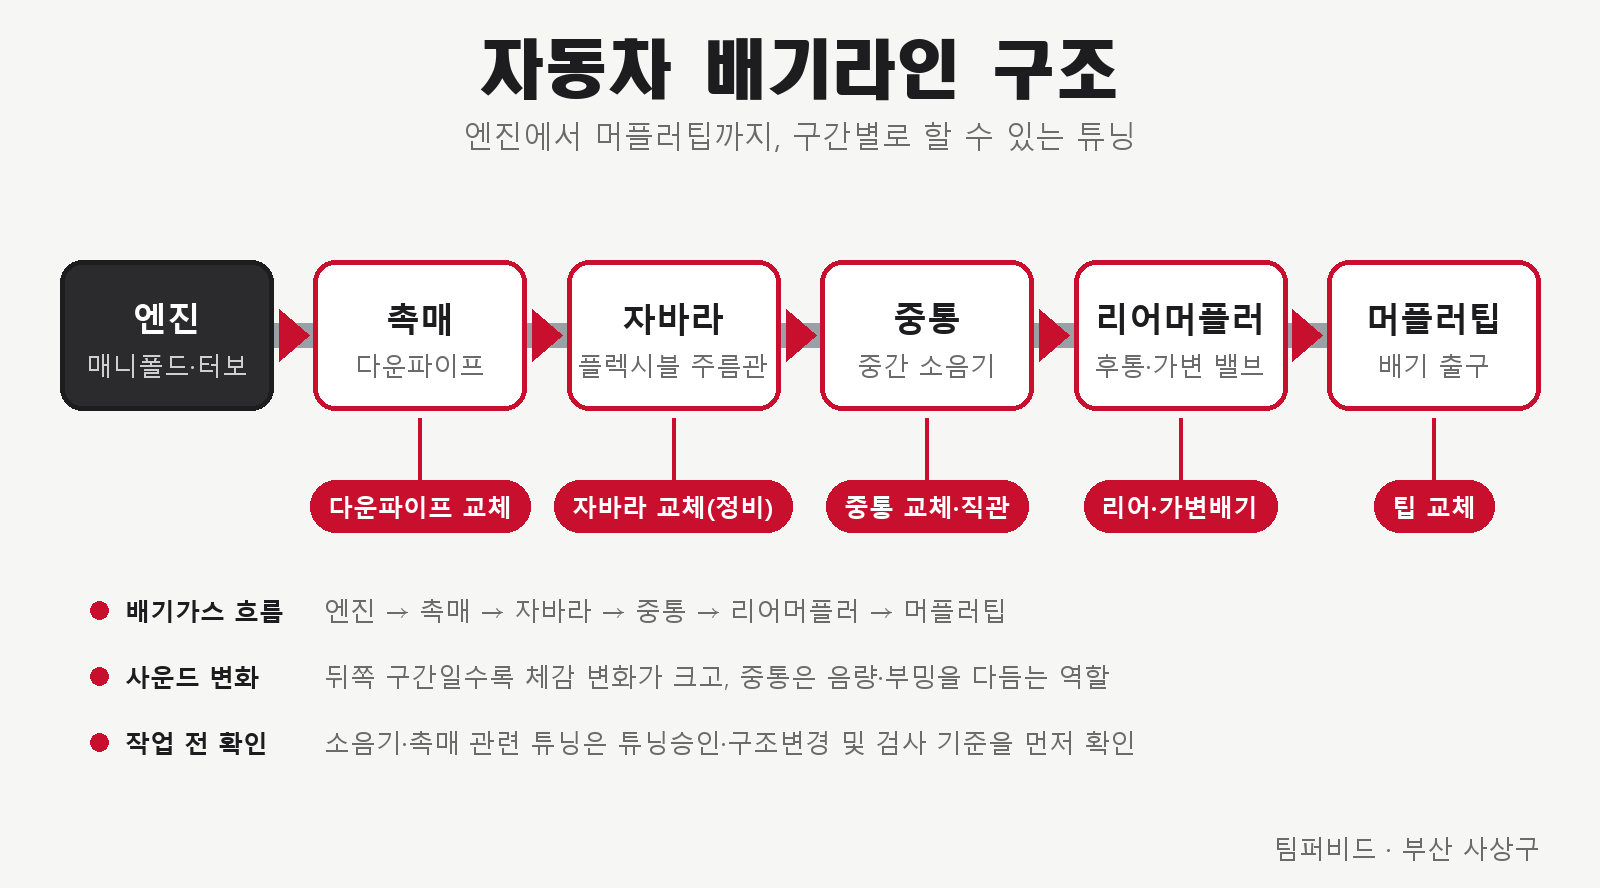 자동차 배기라인 구조
엔진에서 머플러팁까지, 구간별로 할 수 있는 튜닝
엔진
매니폴드·터보
촉매
다운파이프
자바라
플렉시블 주름관
중통
중간 소음기
리어머플러
후통·가변 밸브
머플러팁
배기 출구
다운파이프 교체
자바라 교체(정비)
중통 교체·직관
리어·가변배기
팁 교체
배기가스 흐름 엔진 → 촉매 → 자바라 → 중통 → 리어머플러 → 머플러팁
사운드 변화 뒤쪽 구간일수록 체감 변화가 크고, 중통은 음량·부밍을 다듬는 역할
작업 전 확인 소음기·촉매 관련 튜닝은 튜닝승인·구조변경 및 검사 기준을 먼저 확인
팀퍼비드 · 부산 사상구